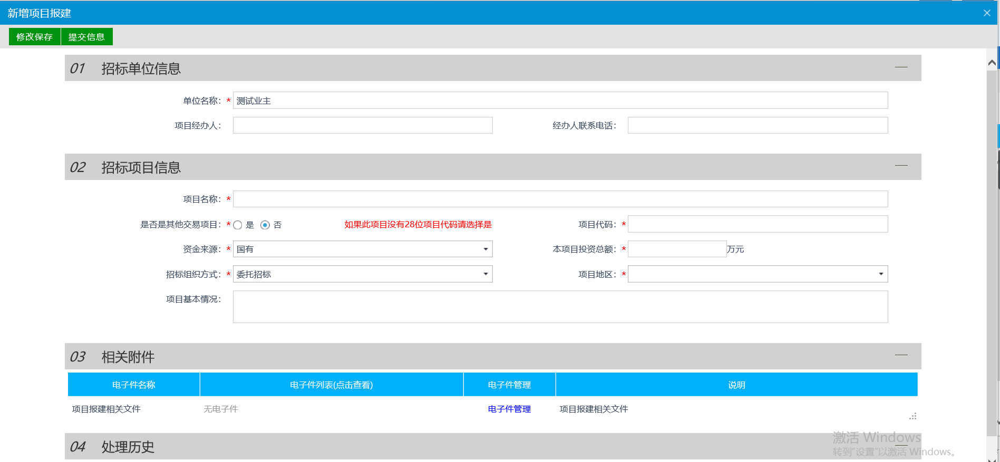 新增项目报建
修改保存 提交信息
01 招标单位信息
单位名称：* 测试业主
项目经办人： 经办人联系电话：
02 招标项目信息
项目名称：*
是否是其他交易项目：* 是 否 如果此项目没有28位项目代码请选择是 项目代码：*
资金来源：* 国有 本项目投资总额：* 万元
招标组织方式：* 委托招标 项目地区：*
项目基本情况：
03 相关附件
电子件名称 电子件列表(点击查看) 电子件管理 说明
项目报建相关文件 无电子件 电子件管理 项目报建相关文件
04 处理历史
激活 Windows
转到"设置"以激活 Windows。